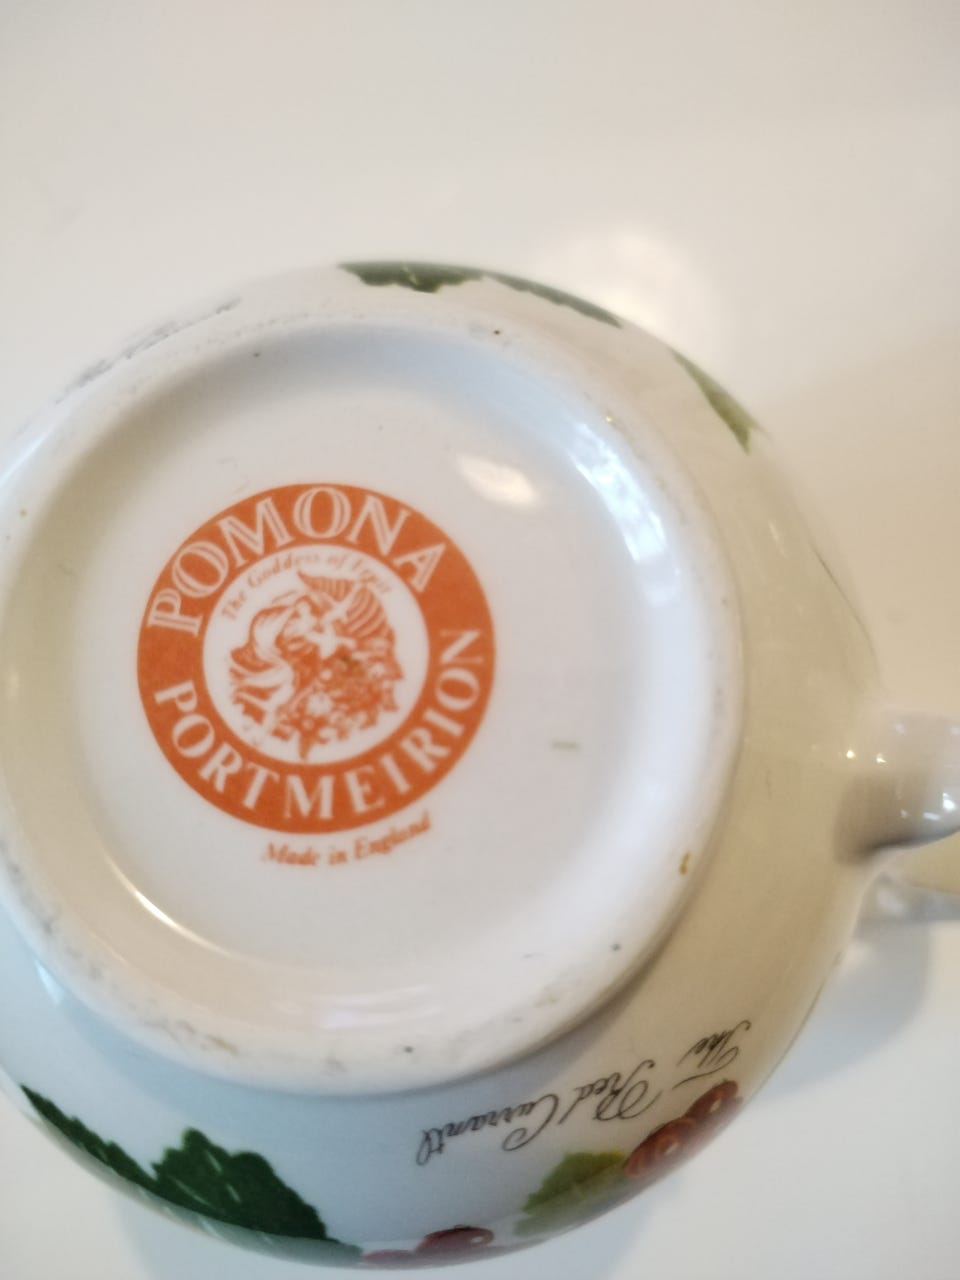 POMONA
The Goddess of Fruit
PORTMEIRION
Made in England
The Red Currant